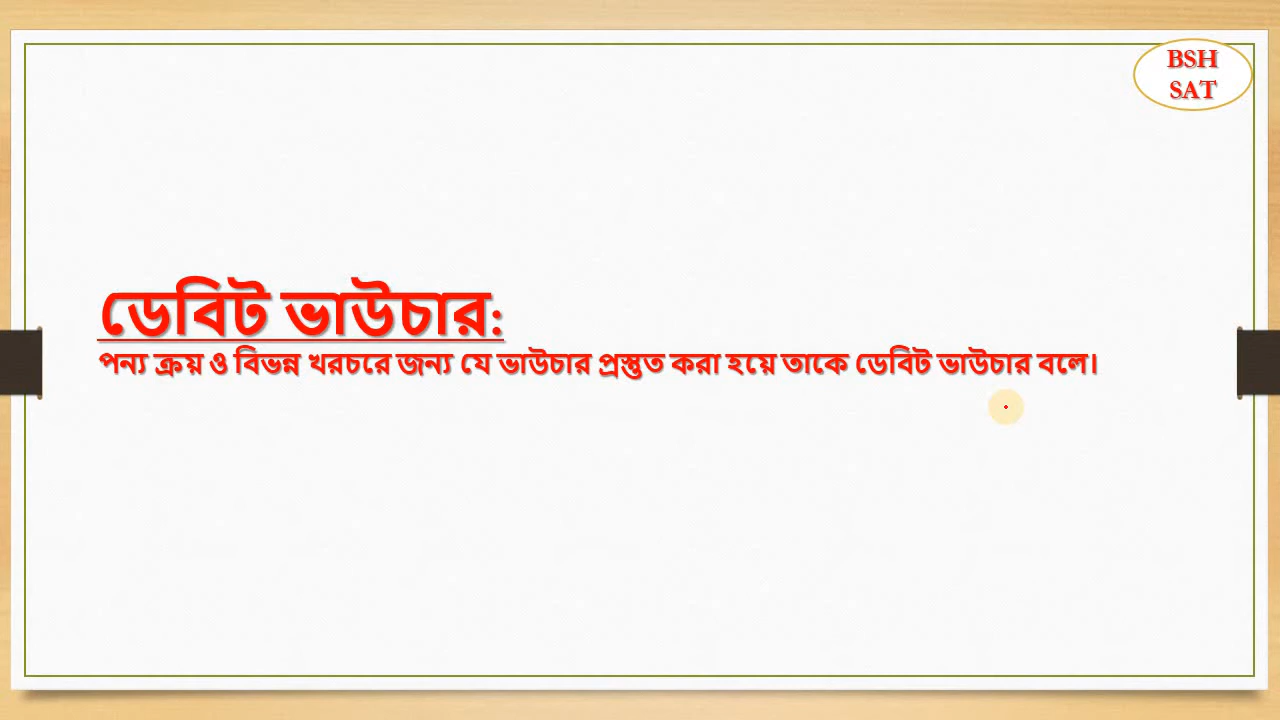 BSH
SAT
ডেবিট ভাউচার:
পন্য ক্রয় ও বিভন্ন খরচরে জন্য যে ভাউচার প্রস্তুত করা হয়ে তাকে ডেবিট ভাউচার বলে।